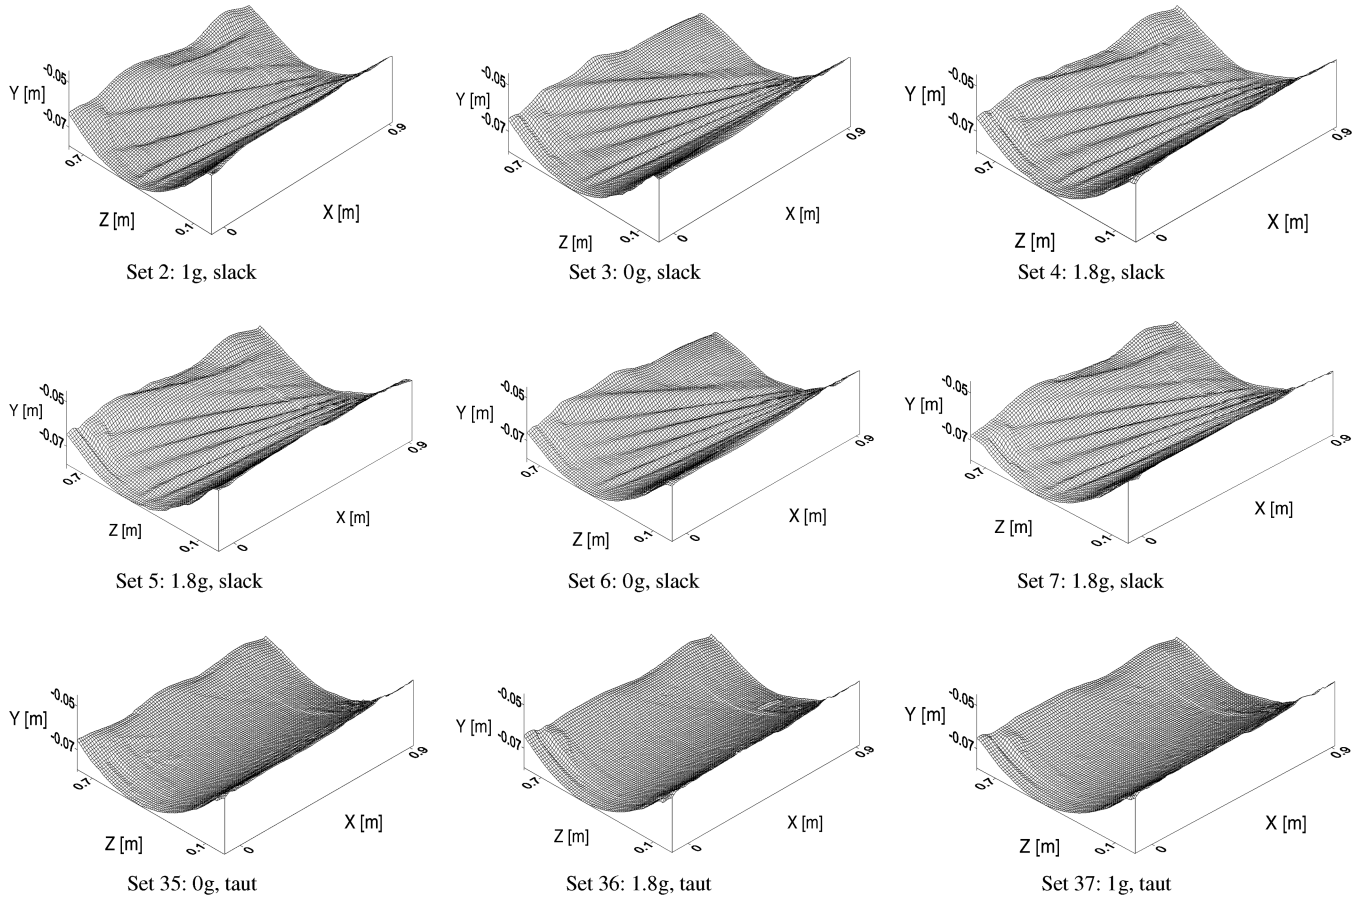 -0.05
Y [m]
-0.07
0.7
Z [m]
0.1
0
X [m]
0.9
Set 2: 1g, slack
-0.05
Y [m]
-0.07
0.7
Z [m]
0.1
0
X [m]
0.9
Set 3: 0g, slack
-0.05
Y [m]
-0.07
0.7
Z [m]
0.1
0
X [m]
0.9
Set 4: 1.8g, slack
-0.05
Y [m]
-0.07
0.7
Z [m]
0.1
0
X [m]
0.9
Set 5: 1.8g, slack
-0.05
Y [m]
-0.07
0.7
Z [m]
0.1
0
X [m]
0.9
Set 6: 0g, slack
-0.05
Y [m]
-0.07
0.7
Z [m]
0.1
0
X [m]
0.9
Set 7: 1.8g, slack
-0.05
Y [m]
-0.07
0.7
Z [m]
0.1
0
X [m]
0.9
Set 35: 0g, taut
-0.05
Y [m]
-0.07
0.7
Z [m]
0.1
0
X [m]
0.9
Set 36: 1.8g, taut
-0.05
Y [m]
-0.07
0.7
Z [m]
0.1
0
X [m]
0.9
Set 37: 1g, taut